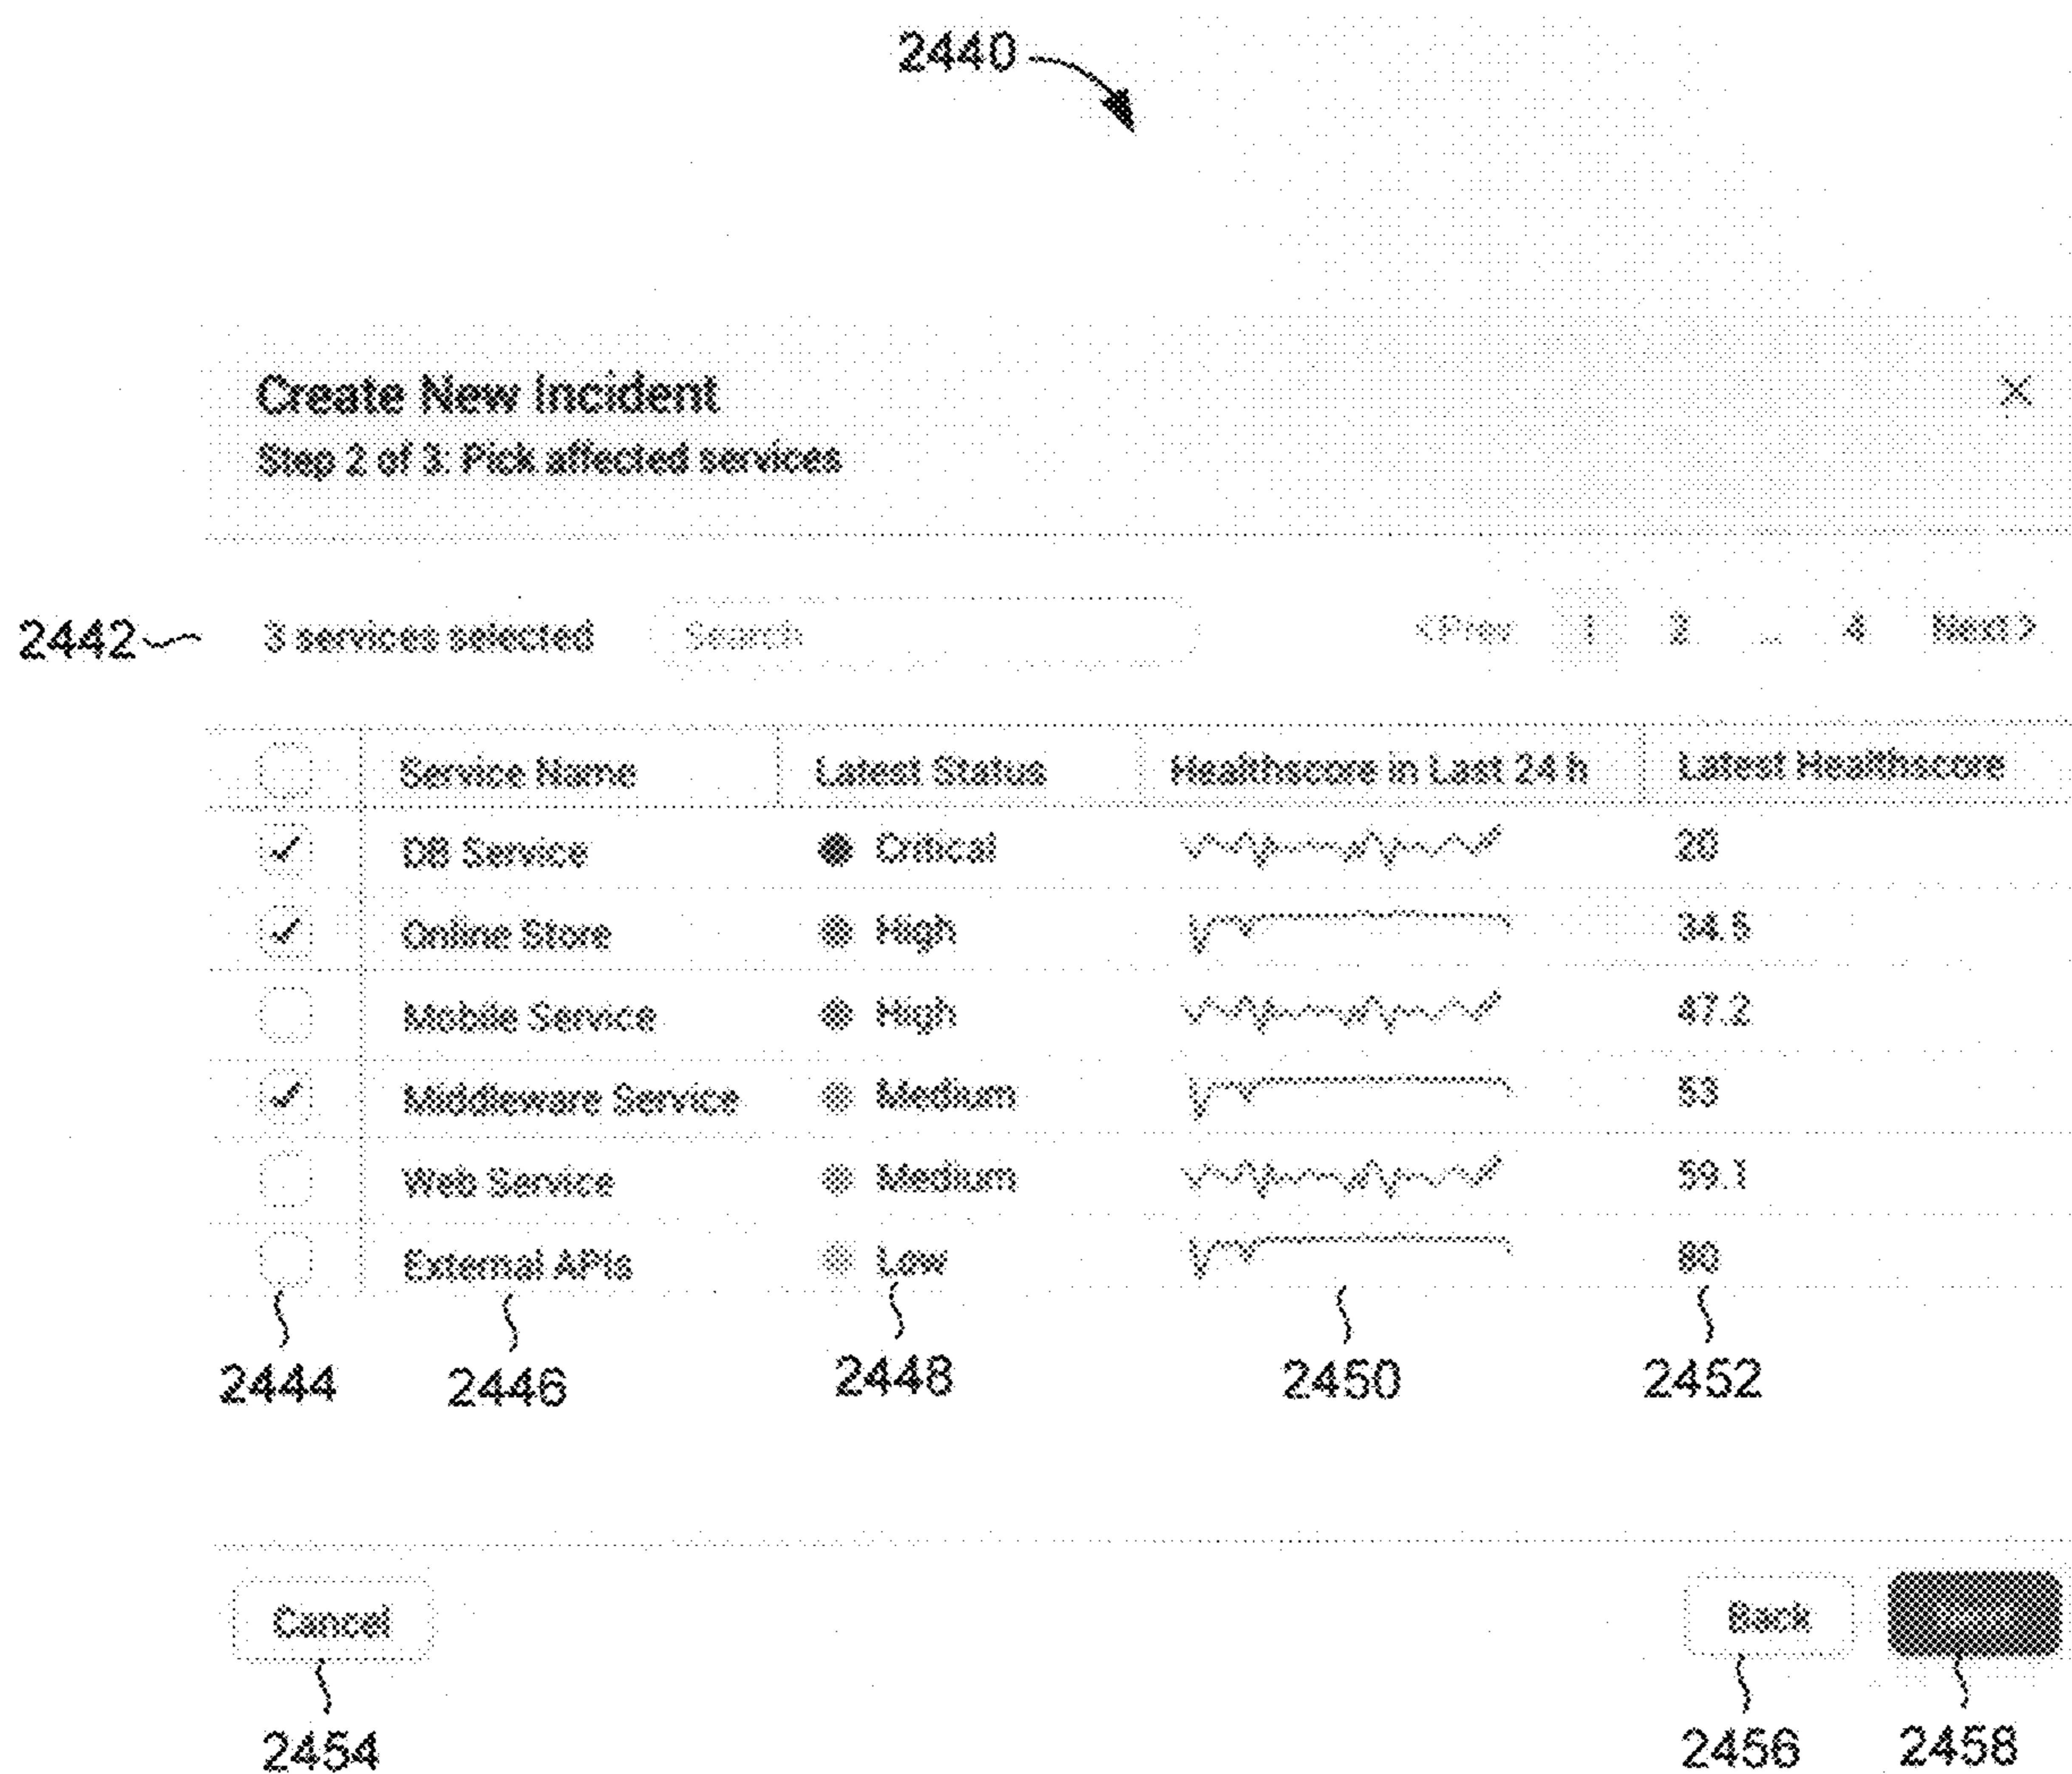 2440
Create New Incident
Step 2 of 3: Pick affected services
2442 3 services selected Search <Prev 1 2 ... 4 Next>
Service Name Latest Status Healthscore in Last 24 h Latest Healthscore
DB Service Critical 20
Online Store High 34.5
Mobile Service High 47.2
Middleware Service Medium 53
Web Service Medium 59.1
External APIs Low 80
2444 2446 2448 2450 2452
Cancel Back
2454 2456 2458